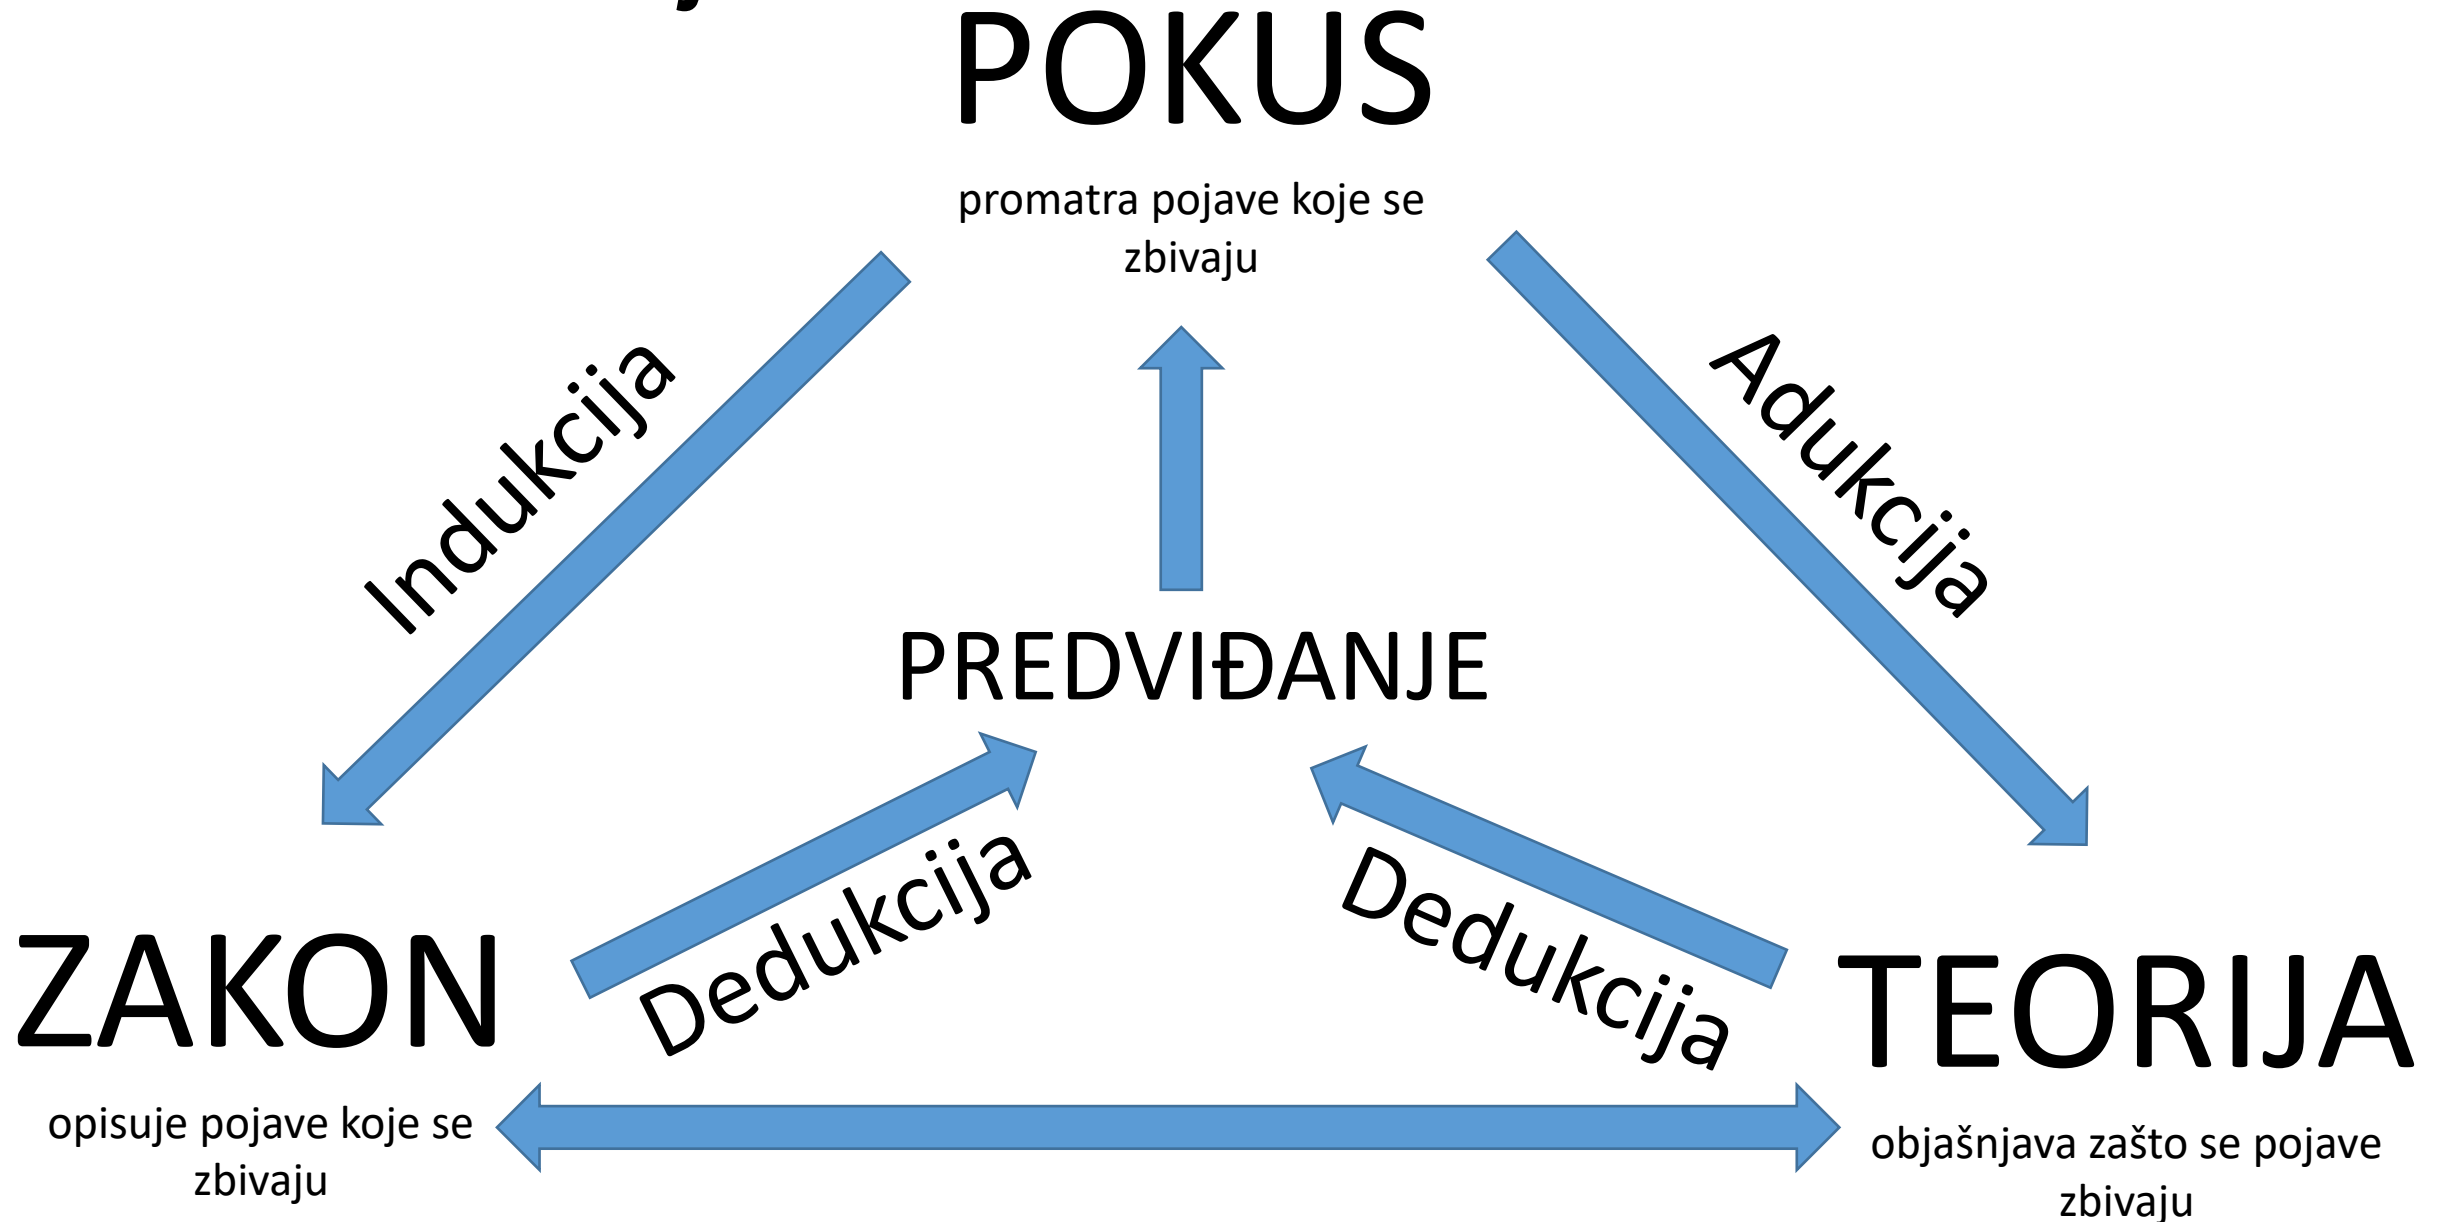 POKUS
promatra pojave koje se
zbivaju
Indukcija
Adukcija
PREDVIĐANJE
Dedukcija
Dedukcija
ZAKON
opisuje pojave koje se
zbivaju
TEORIJA
objašnjava zašto se pojave
zbivaju